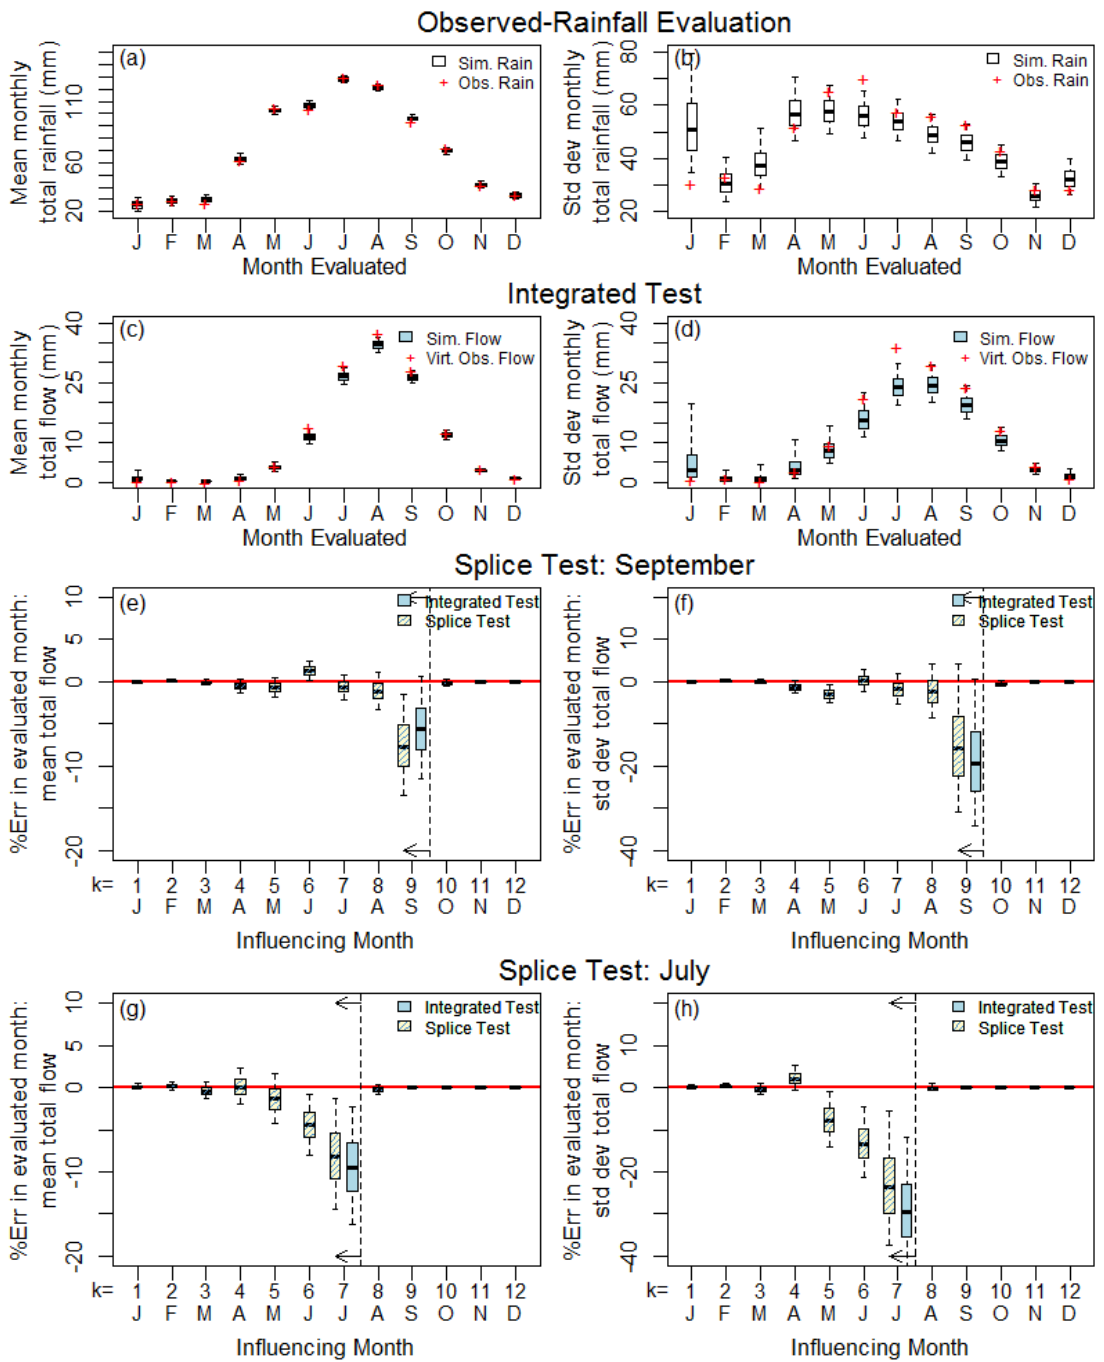 Observed-Rainfall Evaluation
(a)
Sim. Rain
Obs. Rain
Mean monthly
total rainfall (mm)
20 60 110
J F M A M J J A S O N D
Month Evaluated
(b)
Sim. Rain
Obs. Rain
Std dev monthly
total rainfall (mm)
20 40 60 80
J F M A M J J A S O N D
Month Evaluated
Integrated Test
(c)
Sim. Flow
Virt. Obs. Flow
Mean monthly
total flow (mm)
0 10 25 40
J F M A M J J A S O N D
Month Evaluated
(d)
Sim. Flow
Virt. Obs. Flow
Std dev monthly
total flow (mm)
0 10 25 40
J F M A M J J A S O N D
Month Evaluated
Splice Test: September
(e)
Integrated Test
Splice Test
%Err in evaluated month:
mean total flow
-20 -10 0 5 10
k= 1 2 3 4 5 6 7 8 9 10 11 12
J F M A M J J A S O N D
Influencing Month
(f)
Integrated Test
Splice Test
%Err in evaluated month:
std dev total flow
-40 -20 0 10
k= 1 2 3 4 5 6 7 8 9 10 11 12
J F M A M J J A S O N D
Influencing Month
Splice Test: July
(g)
Integrated Test
Splice Test
%Err in evaluated month:
mean total flow
-20 -10 0 5 10
k= 1 2 3 4 5 6 7 8 9 10 11 12
J F M A M J J A S O N D
Influencing Month
(h)
Integrated Test
Splice Test
%Err in evaluated month:
std dev total flow
-40 -20 0 10
k= 1 2 3 4 5 6 7 8 9 10 11 12
J F M A M J J A S O N D
Influencing Month